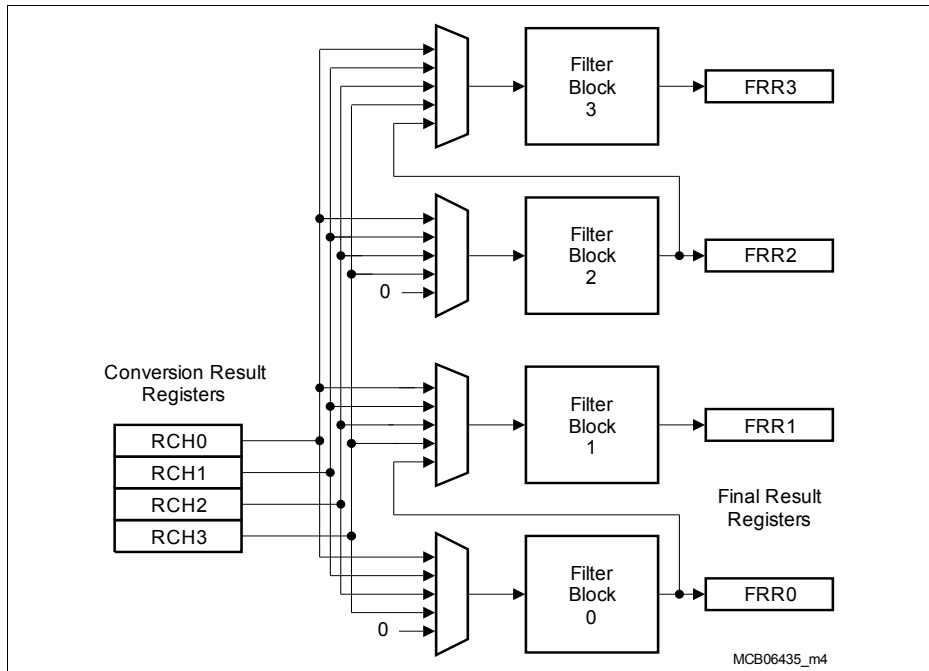 Filter
Block
3
FRR3
Filter
Block
2
FRR2
0
Conversion Result
Registers
RCH0
RCH1
RCH2
RCH3
Filter
Block
1
FRR1
Final Result
Registers
Filter
Block
0
FRR0
0
MCB06435_m4